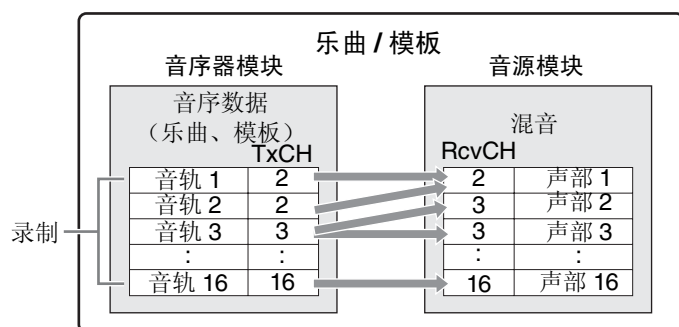 乐曲 / 模板
音序器模块
音源模块
音序数据
（乐曲、模板）
TxCH
混音
RcvCH
录制
音轨 1 2
音轨 2 2
音轨 3 3
: :
音轨 16 16
2 声部 1
3 声部 2
3 声部 3
: :
16 声部 16